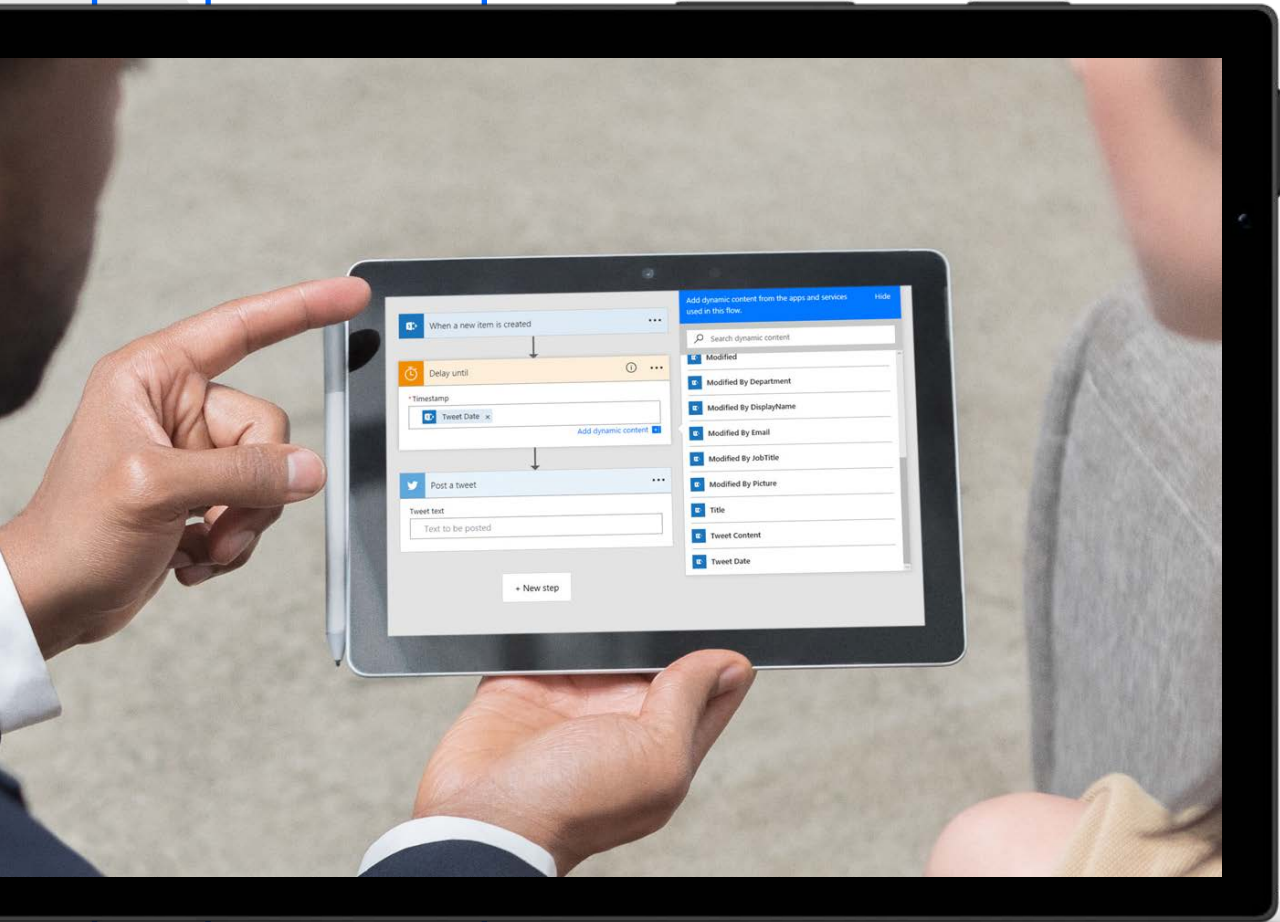 When a new item is created
Delay until
*Timestamp
Tweet Date ×
Add dynamic content
Post a tweet
Tweet text
Text to be posted
+ New step
Add dynamic content from the apps and services
used in this flow.
Hide
Search dynamic content
Modified
Modified By Department
Modified By DisplayName
Modified By Email
Modified By JobTitle
Modified By Picture
Title
Tweet Content
Tweet Date